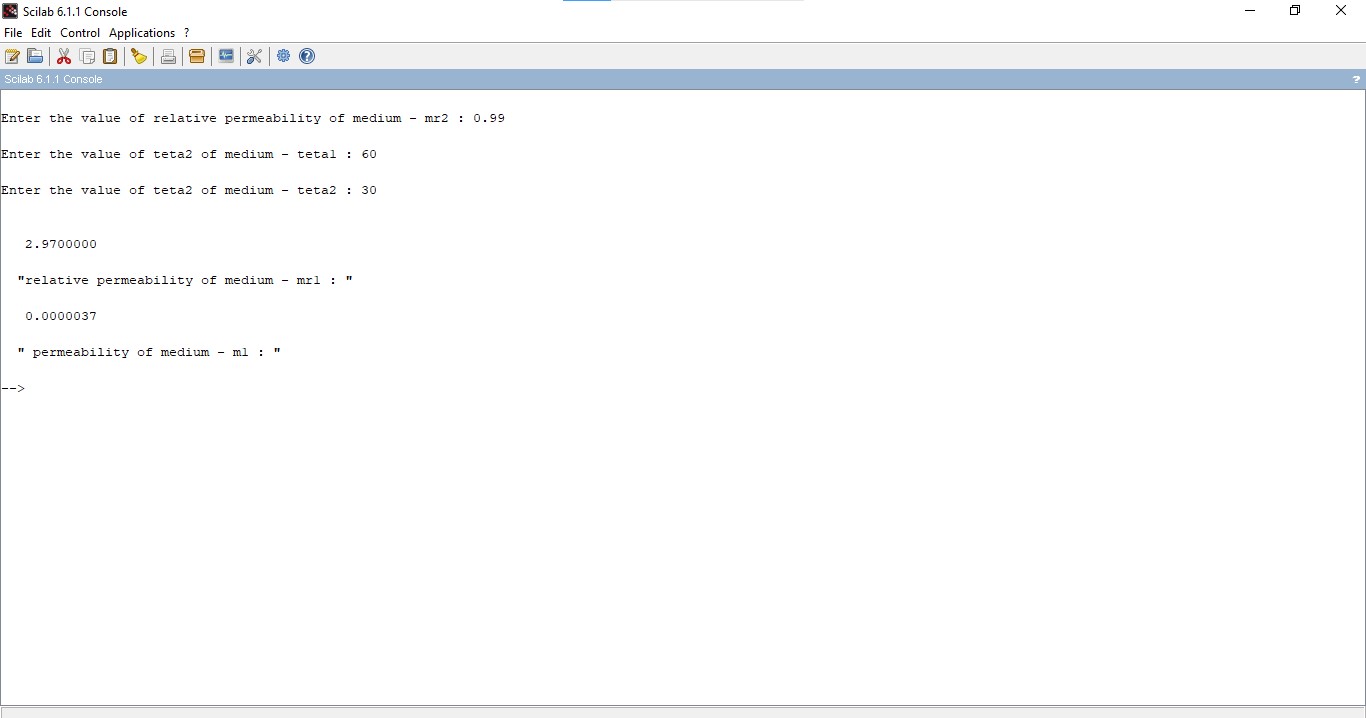 Scilab 6.1.1 Console
File Edit Control Applications ?
Scilab 6.1.1 Console ?
Enter the value of relative permeability of medium - mr2 : 0.99
Enter the value of teta2 of medium - teta1 : 60
Enter the value of teta2 of medium - teta2 : 30
2.9700000
"relative permeability of medium - mr1 : "
0.0000037
" permeability of medium - m1 : "
-->